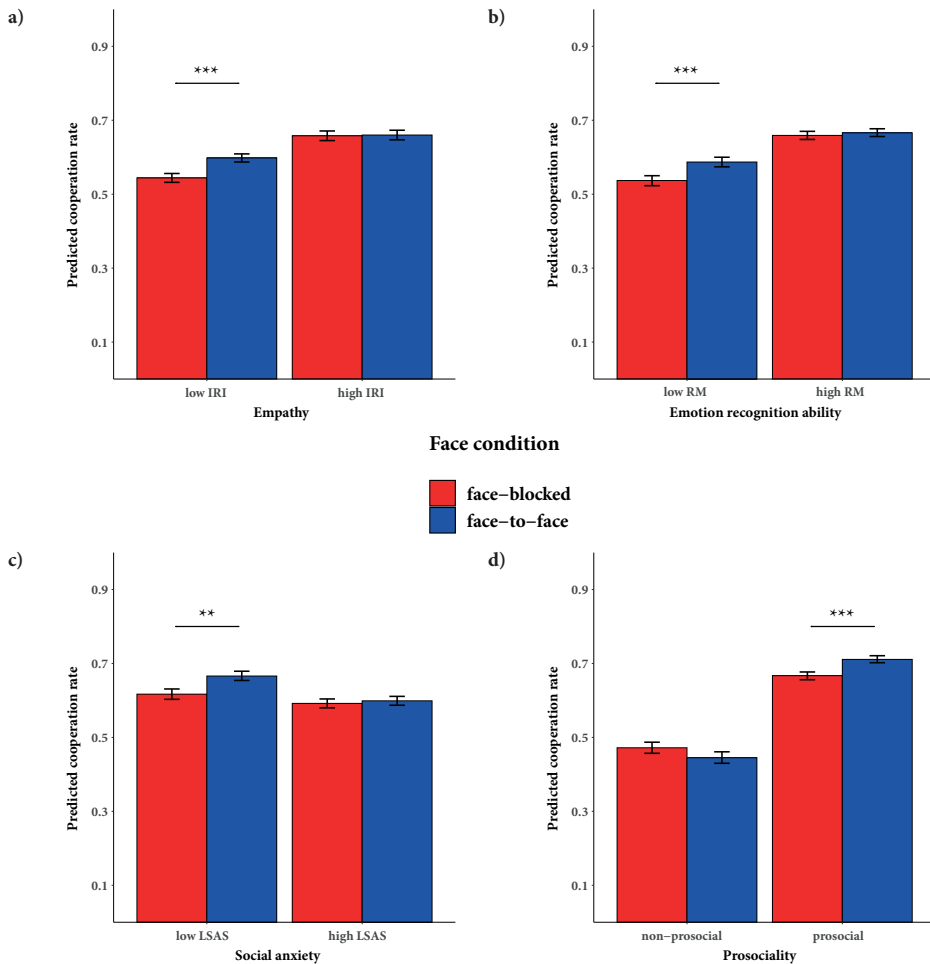 a)
Predicted cooperation rate
0.9
0.7
0.5
0.3
0.1
***
low IRI
high IRI
Empathy
b)
Predicted cooperation rate
0.9
0.7
0.5
0.3
0.1
***
low RM
high RM
Emotion recognition ability
Face condition
face−blocked
face−to−face
c)
Predicted cooperation rate
0.9
0.7
0.5
0.3
0.1
**
low LSAS
high LSAS
Social anxiety
d)
Predicted cooperation rate
0.9
0.7
0.5
0.3
0.1
***
non−prosocial
prosocial
Prosociality